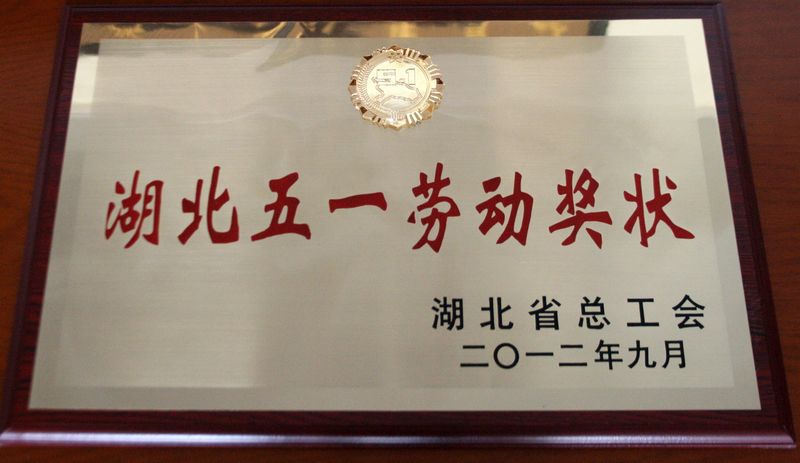 湖北五一劳动奖状
湖北省总工会
二〇一二年九月